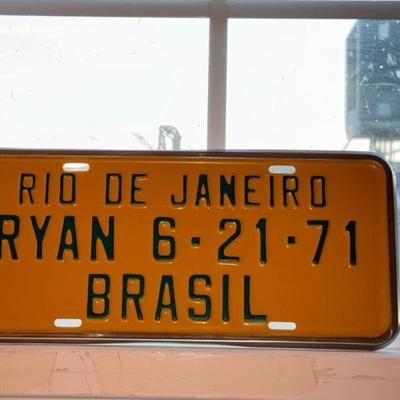 RIO DE JANEIRO
RYAN 6·21·71
BRASIL